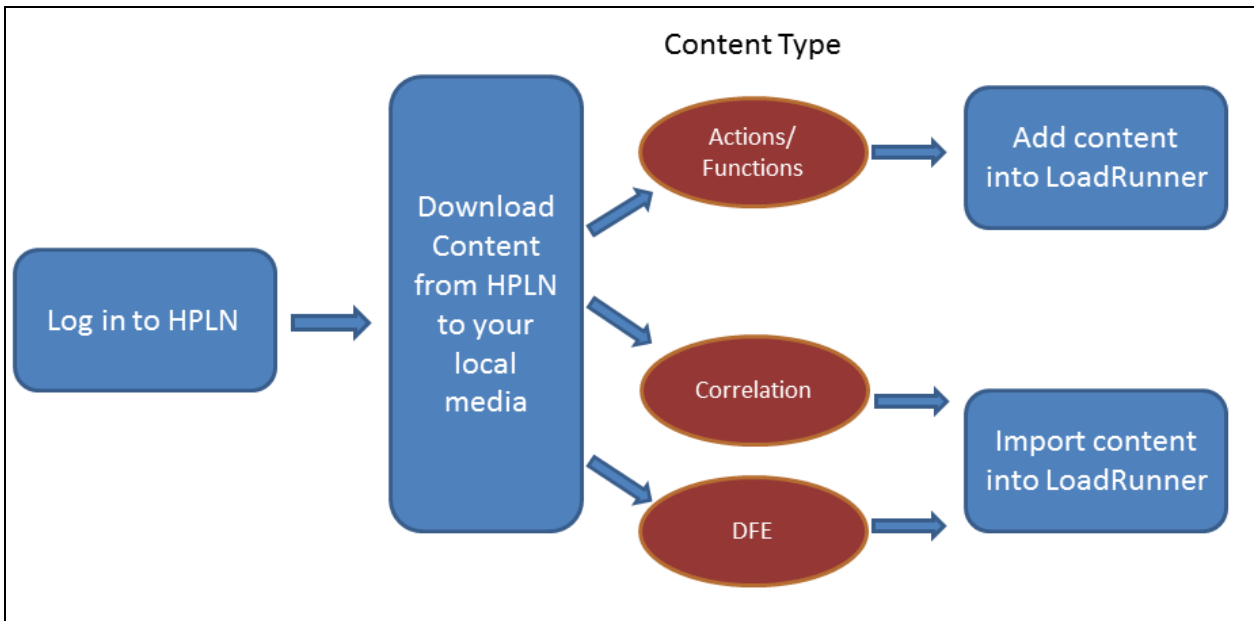 Content Type
Log in to HPLN
Download
Content
from HPLN
to your
local
media
Actions/
Functions
Correlation
DFE
Add content
into LoadRunner
Import content
into LoadRunner